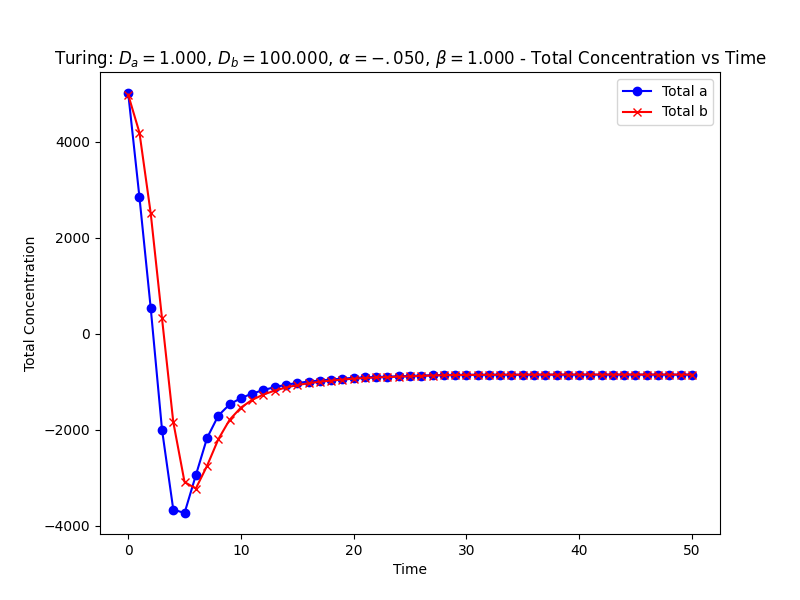 Turing: $D_a = 1.000$, $D_b = 100.000$, $\alpha = -.050$, $\beta = 1.000$ - Total Concentration vs Time
Total a
Total b
Total Concentration
4000
2000
0
−2000
−4000
0 10 20 30 40 50
Time